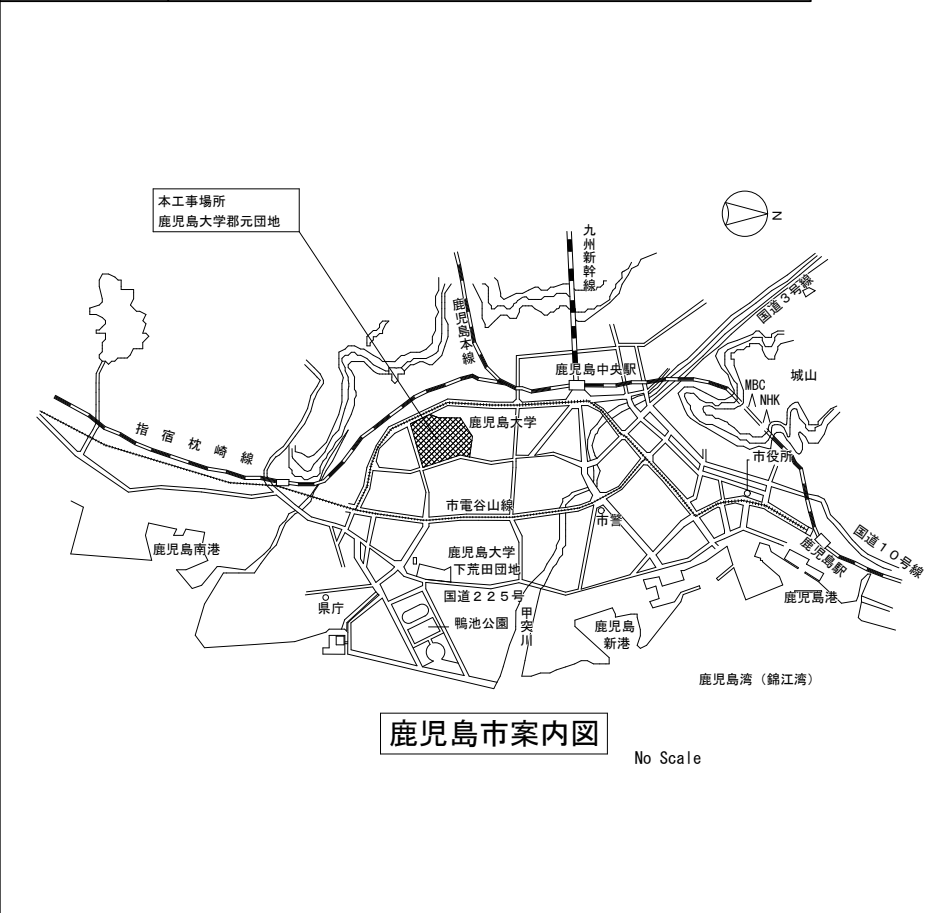 本工事場所
鹿児島大学郡元団地
N
九州新幹線
国道3号線
鹿児島本線
鹿児島中央駅
MBC
NHK
城山
鹿児島大学
指宿枕崎線
市役所
市電谷山線
市警
国道10号線
鹿児島南港
鹿児島大学
下荒田団地
鹿児島駅
国道225号
鹿児島港
県庁
鴨池公園
甲突川
鹿児島
新港
鹿児島湾（錦江湾）
鹿児島市案内図
No Scale